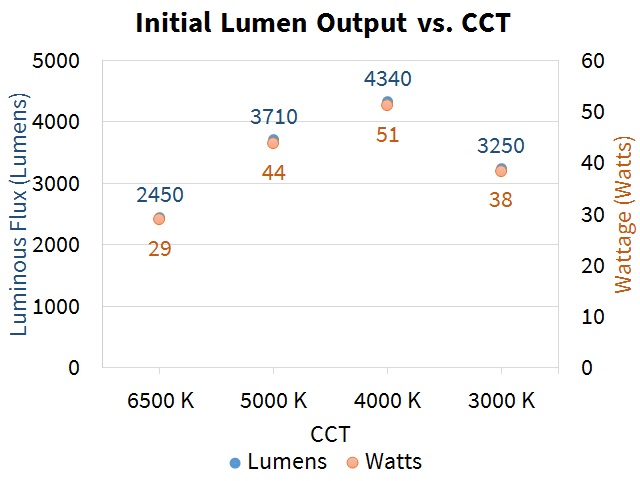 Initial Lumen Output vs. CCT
5000
4000
3000
2000
1000
0
Luminous Flux (Lumens)
2450
3710
4340
3250
29
44
51
38
60
50
40
30
20
10
0
Wattage (Watts)
6500 K
5000 K
4000 K
3000 K
CCT
Lumens
Watts